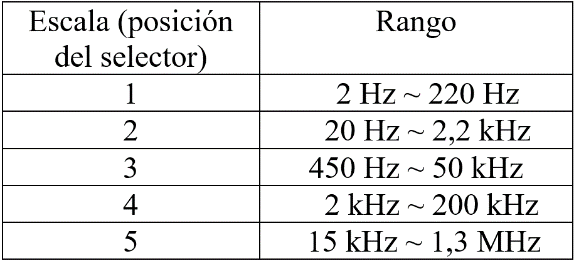 Escala (posición
del selector)
Rango
1
2 Hz ~ 220 Hz
2
20 Hz ~ 2,2 kHz
3
450 Hz ~ 50 kHz
4
2 kHz ~ 200 kHz
5
15 kHz ~ 1,3 MHz